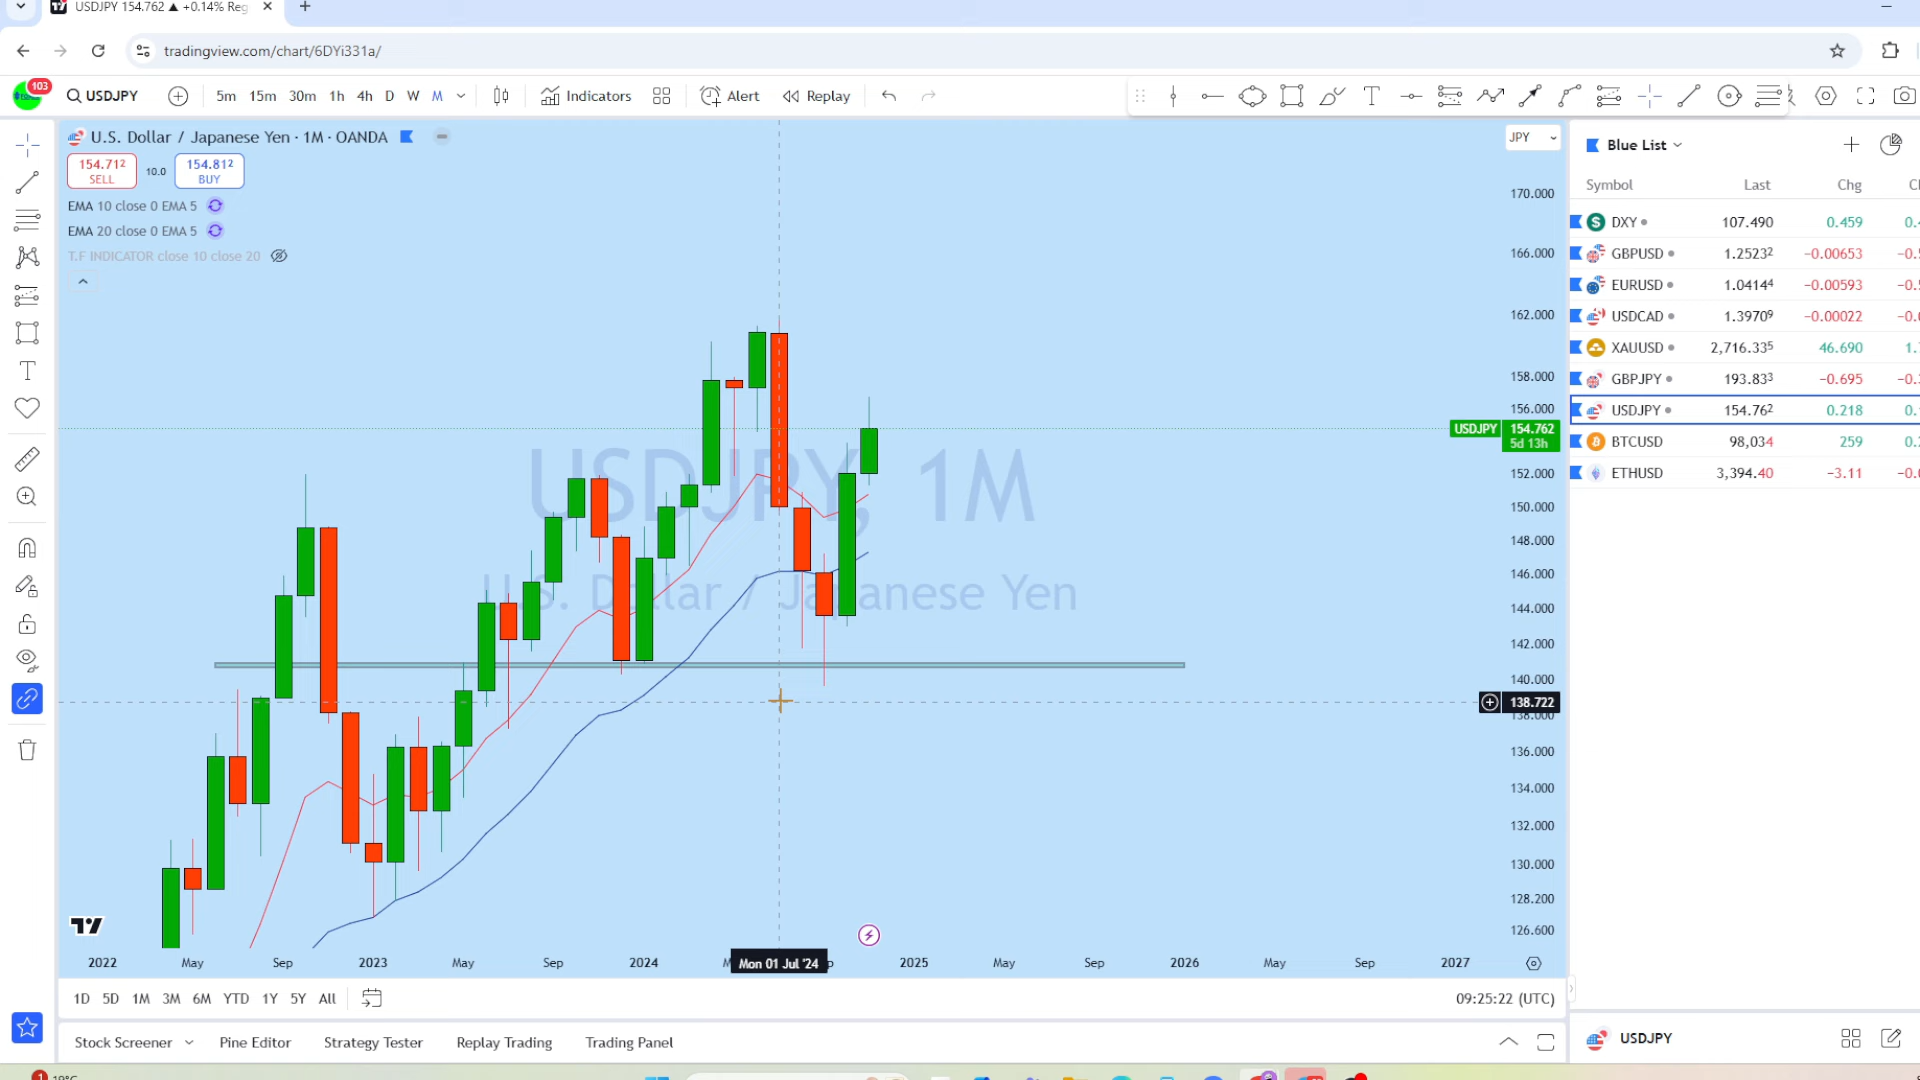 USDJPY 154.762 ▲ +0.14% Reg
tradingview.com/chart/6DYi331a/
103
USDJPY
5m 15m 30m 1h 4h D W M
Indicators
Alert
Replay
U.S. Dollar / Japanese Yen · 1M · OANDA
154.712 SELL
10.0
154.812 BUY
EMA 10 close 0 EMA 5
EMA 20 close 0 EMA 5
T.F INDICATOR close 10 close 20
USDJPY, 1M
U.S. Dollar / Japanese Yen
JPY
170.000
166.000
162.000
158.000
156.000
USDJPY 154.762
5d 13h
152.000
150.000
148.000
146.000
144.000
142.000
140.000
138.722
138.000
136.000
134.000
132.000
130.000
128.200
126.600
2022 May Sep 2023 May Sep 2024 Mon 01 Jul '24 2025 May Sep 2026 May Sep 2027
1D 5D 1M 3M 6M YTD 1Y 5Y All
09:25:22 (UTC)
Stock Screener Pine Editor Strategy Tester Replay Trading Trading Panel
Blue List
Symbol Last Chg
DXY 107.490 0.459
GBPUSD 1.25232 −0.00653
EURUSD 1.04144 −0.00593
USDCAD 1.39709 −0.00022
XAUUSD 2,716.335 46.690
GBPJPY 193.833 −0.695
USDJPY 154.762 0.218
BTCUSD 98,034 259
ETHUSD 3,394.40 −3.11
USDJPY